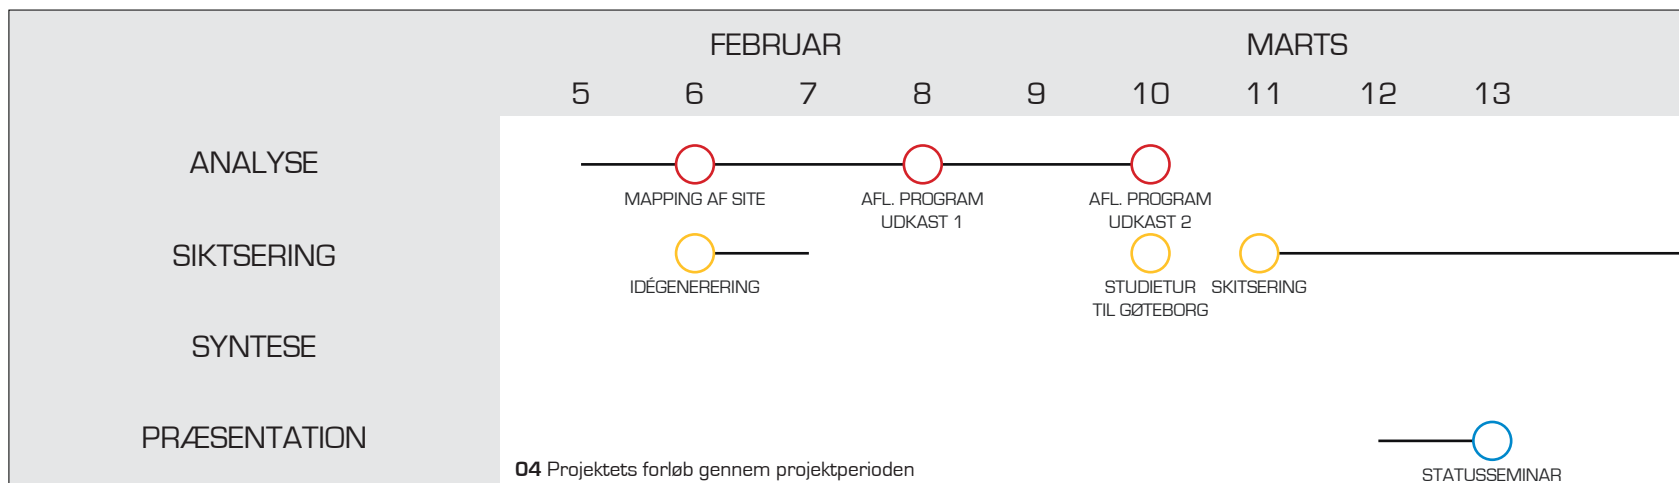 FEBRUAR MARTS
5 6 7 8 9 10 11 12 13
ANALYSE
MAPPING AF SITE AFL. PROGRAM AFL. PROGRAM
UDKAST 1 UDKAST 2
SIKTSERING
IDÉGENERERING STUDIETUR SKITSERING
TIL GØTEBORG
SYNTESE
PRÆSENTATION
04 Projektets forløb gennem projektperioden
STATUSSEMINAR